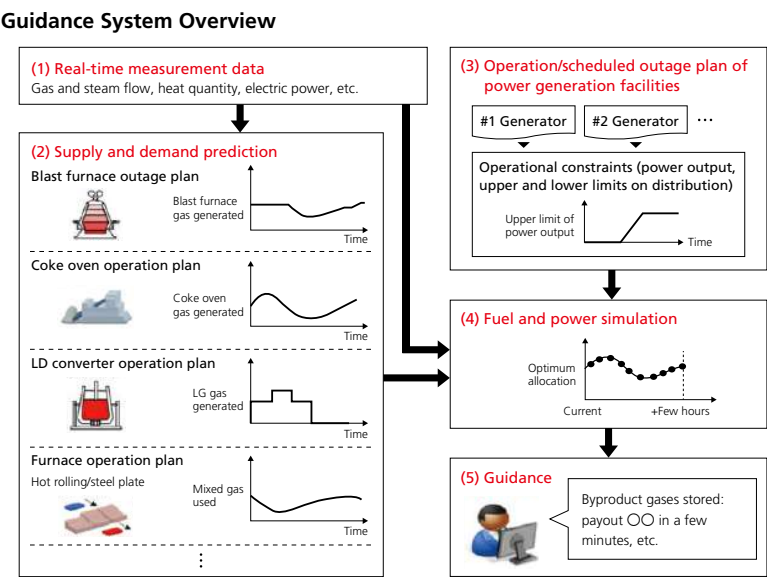 Guidance System Overview
(1) Real-time measurement data
Gas and steam flow, heat quantity, electric power, etc.
(2) Supply and demand prediction
Blast furnace outage plan
Blast furnace
gas generated
Time
Coke oven operation plan
Coke oven
gas generated
Time
LD converter operation plan
LG gas
generated
Time
Furnace operation plan
Hot rolling/steel plate
Mixed gas
used
Time
⋮
(3) Operation/scheduled outage plan of
power generation facilities
#1 Generator
#2 Generator
…
Operational constraints (power output,
upper and lower limits on distribution)
Upper limit of
power output
Time
(4) Fuel and power simulation
Optimum
allocation
Current
+Few hours
(5) Guidance
Byproduct gases stored:
payout ○○ in a few
minutes, etc.